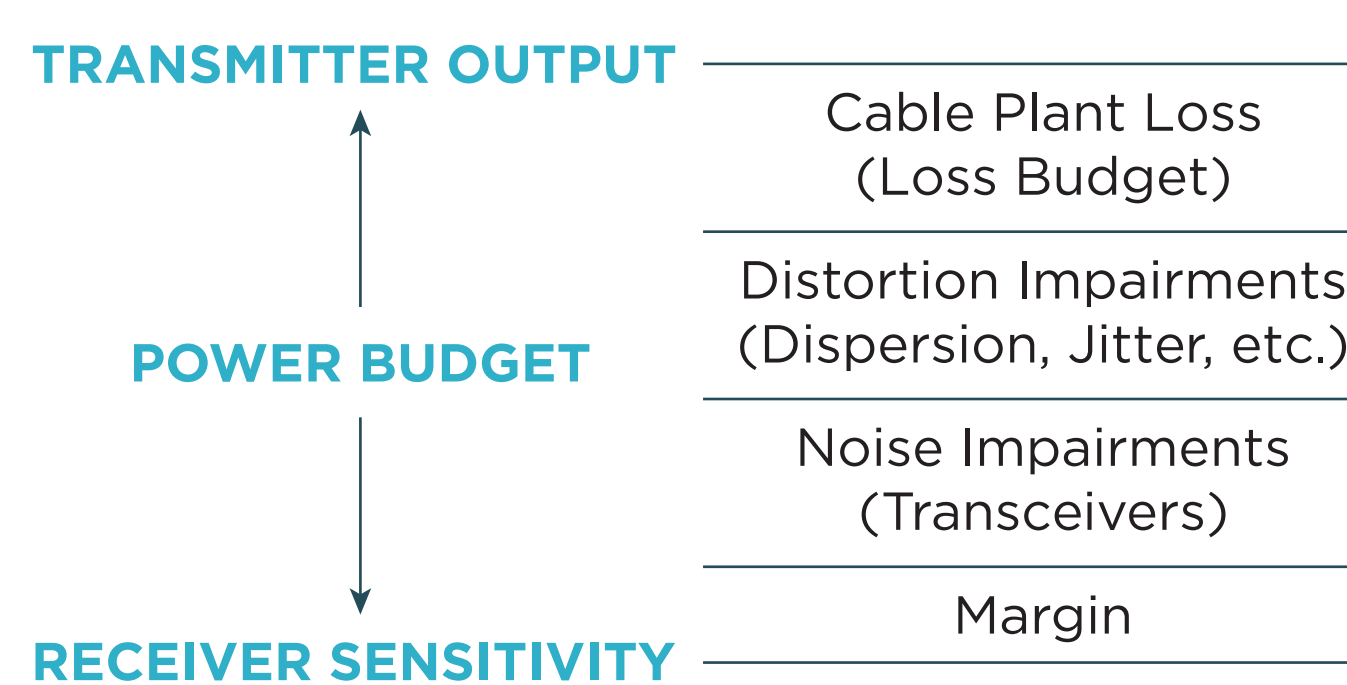 TRANSMITTER OUTPUT
Cable Plant Loss
(Loss Budget)
Distortion Impairments
(Dispersion, Jitter, etc.)
POWER BUDGET
Noise Impairments
(Transceivers)
Margin
RECEIVER SENSITIVITY